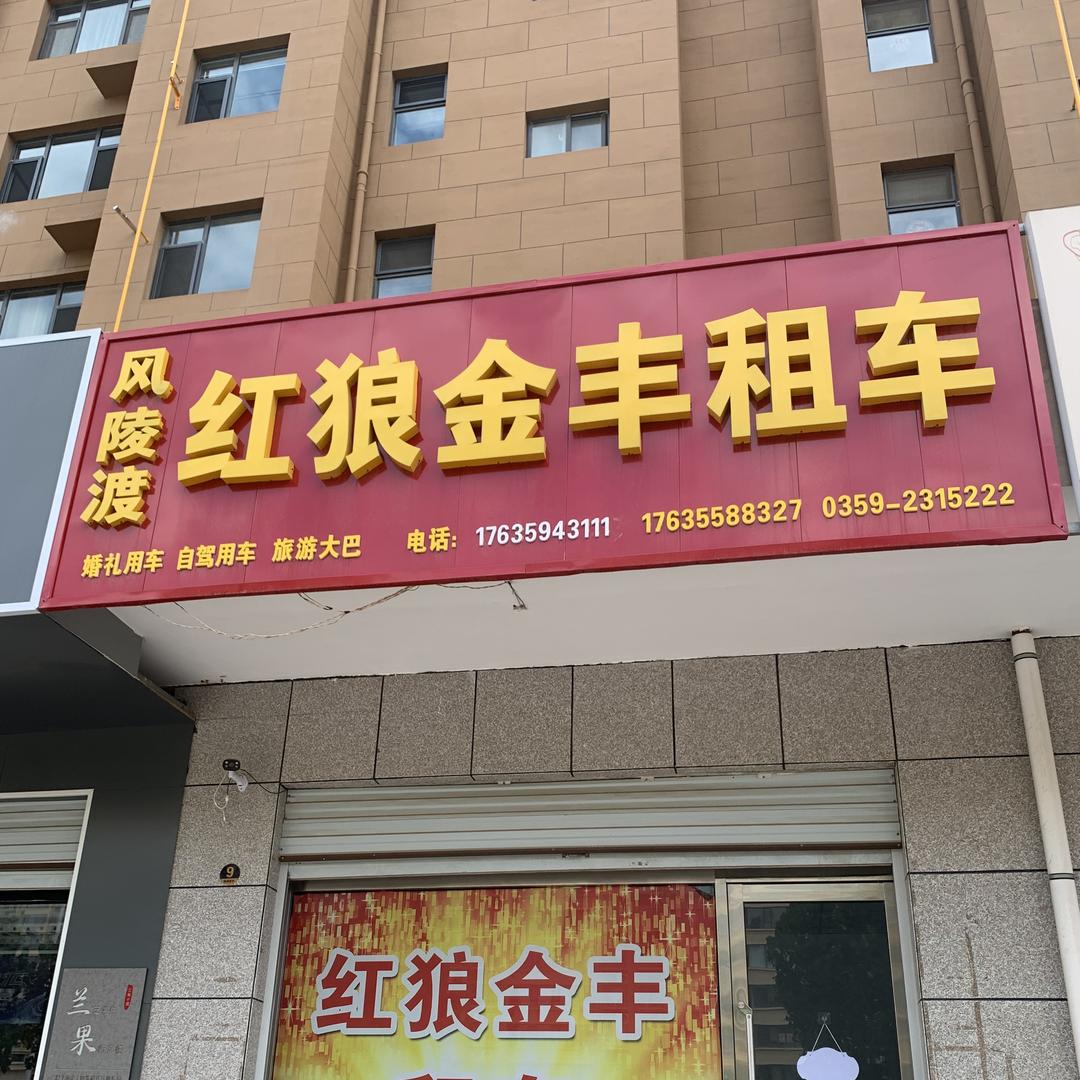 风陵渡
红狼金丰租车
婚礼用车 自驾用车 旅游大巴 电话: 17635943111 17635588327 0359-2315222
9
红狼金丰
兰果